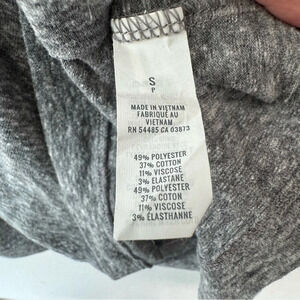 S
P
MADE IN VIETNAM
FABRIQUÉ AU
VIETNAM
RN 54485 CA 03873
49% POLYESTER
37% COTTON
11% VISCOSE
3% ELASTANE
49% POLYESTER
37% COTON
11% VISCOSE
3% ÉLASTHANNE